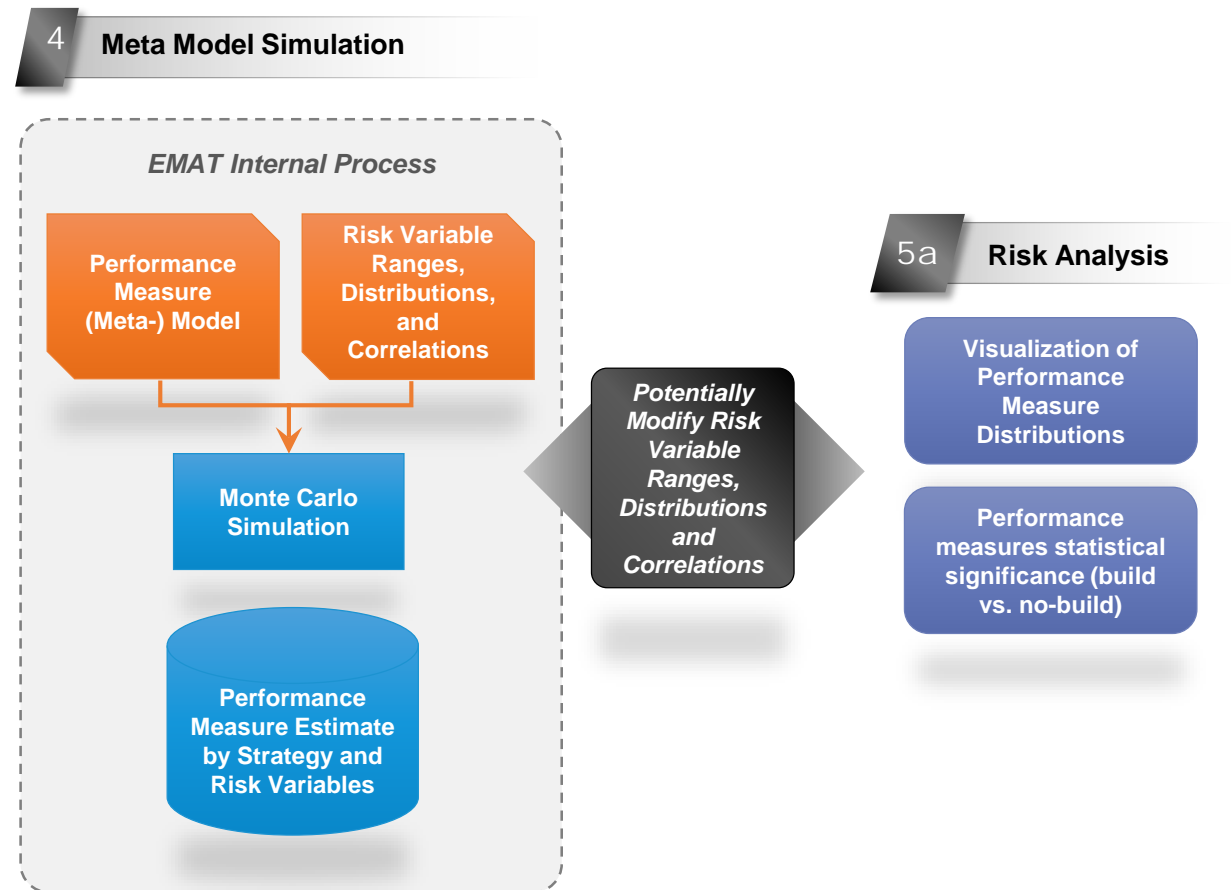 4
Meta Model Simulation
EMAT Internal Process
Performance
Measure
(Meta-) Model
Risk Variable
Ranges,
Distributions,
and
Correlations
Monte Carlo
Simulation
Performance
Measure Estimate
by Strategy and
Risk Variables
Potentially
Modify Risk
Variable
Ranges,
Distributions
and
Correlations
5a
Risk Analysis
Visualization of
Performance
Measure
Distributions
Performance
measures statistical
significance (build
vs. no-build)